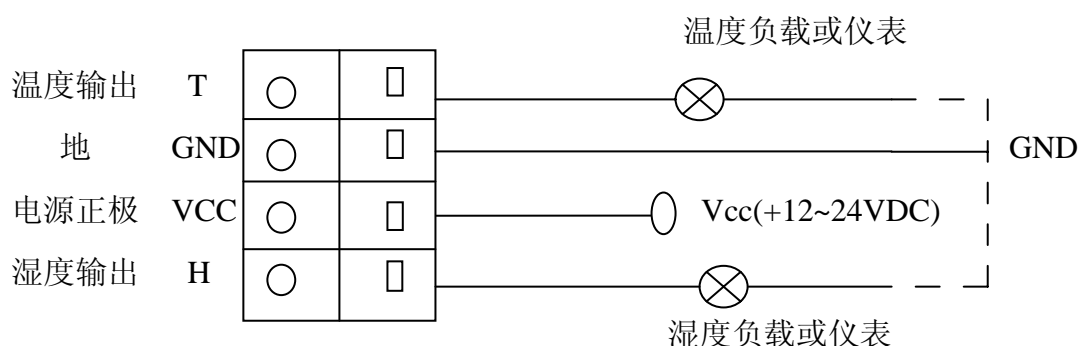 温度负载或仪表
温度输出 T
地 GND GND
电源正极 VCC Vcc(+12~24VDC)
湿度输出 H
湿度负载或仪表